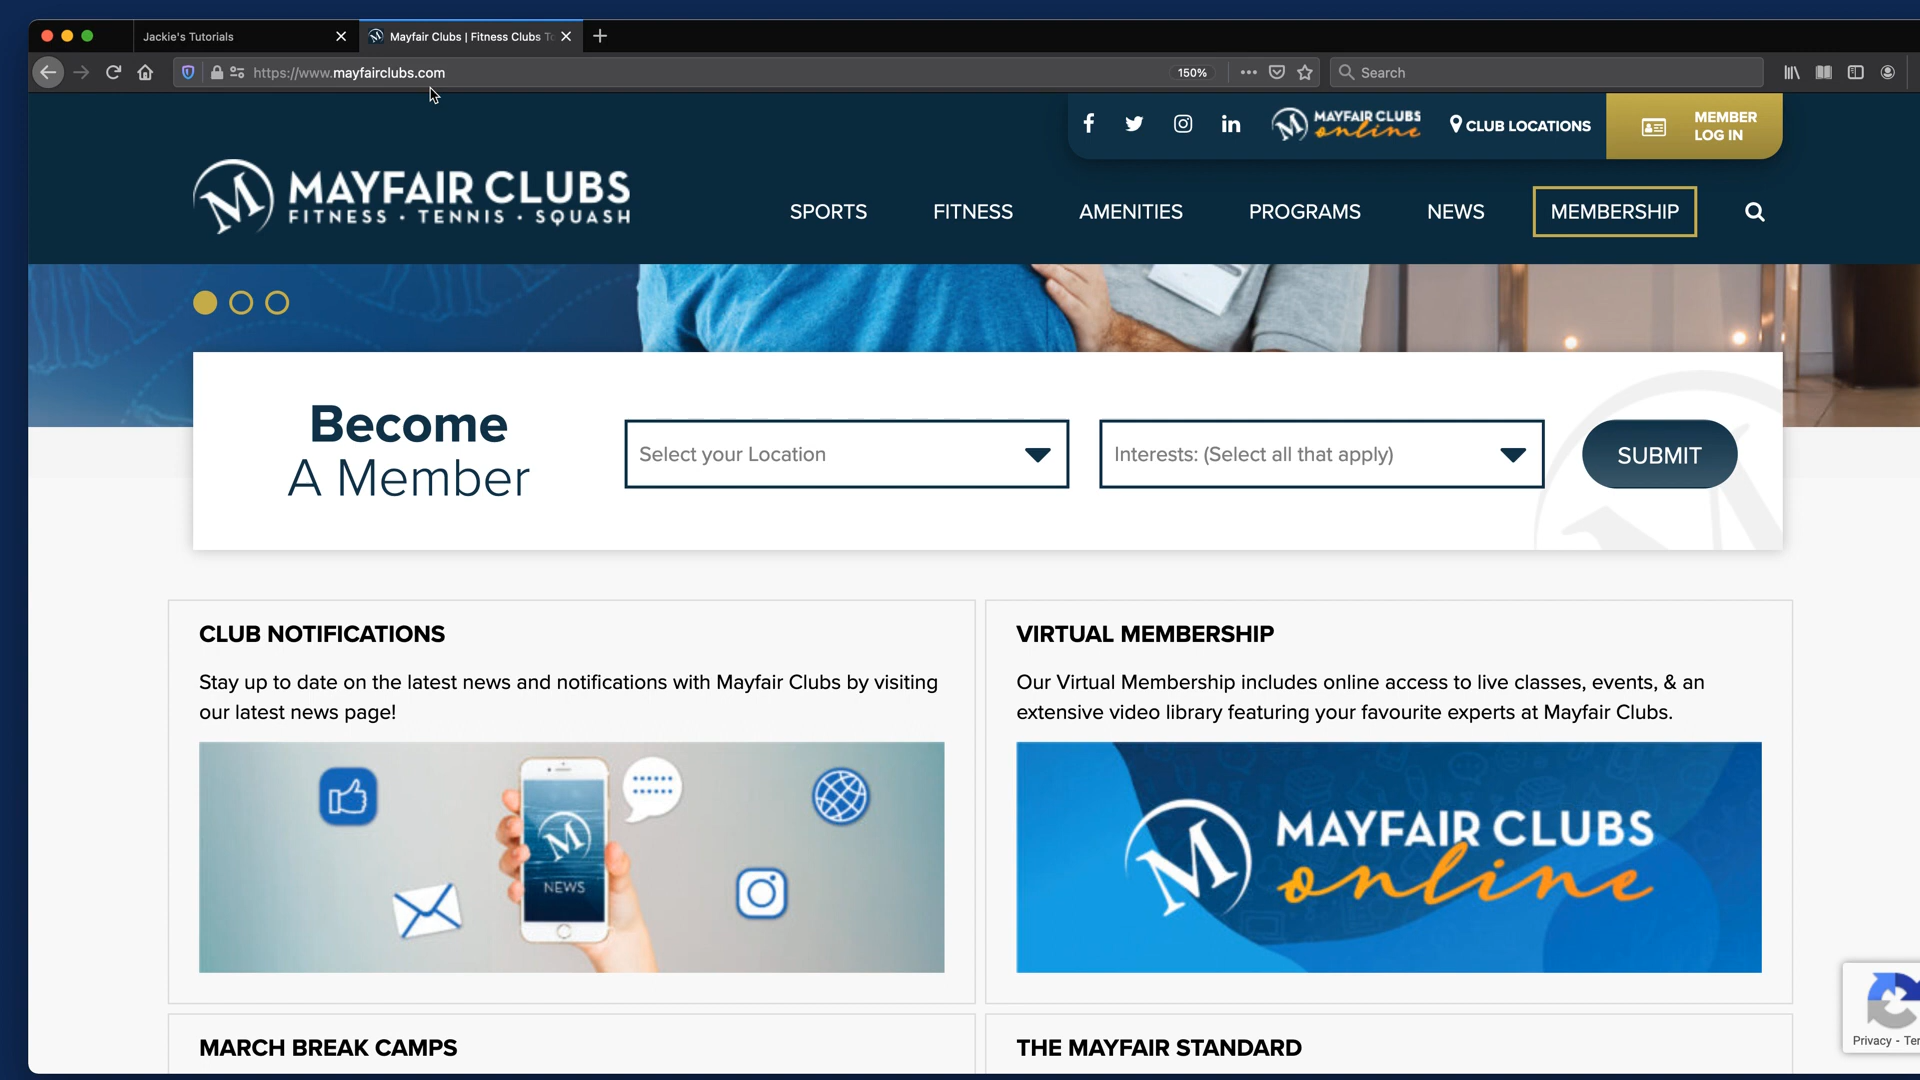 Jackie's Tutorials
Mayfair Clubs | Fitness Clubs To
https://www.mayfairclubs.com
150%
Search
MAYFAIR CLUBS
online
CLUB LOCATIONS
MEMBER
LOG IN
MAYFAIR CLUBS
FITNESS · TENNIS · SQUASH
SPORTS
FITNESS
AMENITIES
PROGRAMS
NEWS
MEMBERSHIP
Become
A Member
Select your Location
Interests: (Select all that apply)
SUBMIT
CLUB NOTIFICATIONS
Stay up to date on the latest news and notifications with Mayfair Clubs by visiting
our latest news page!
NEWS
VIRTUAL MEMBERSHIP
Our Virtual Membership includes online access to live classes, events, & an
extensive video library featuring your favourite experts at Mayfair Clubs.
MAYFAIR CLUBS
online
MARCH BREAK CAMPS
THE MAYFAIR STANDARD
Privacy - Ter